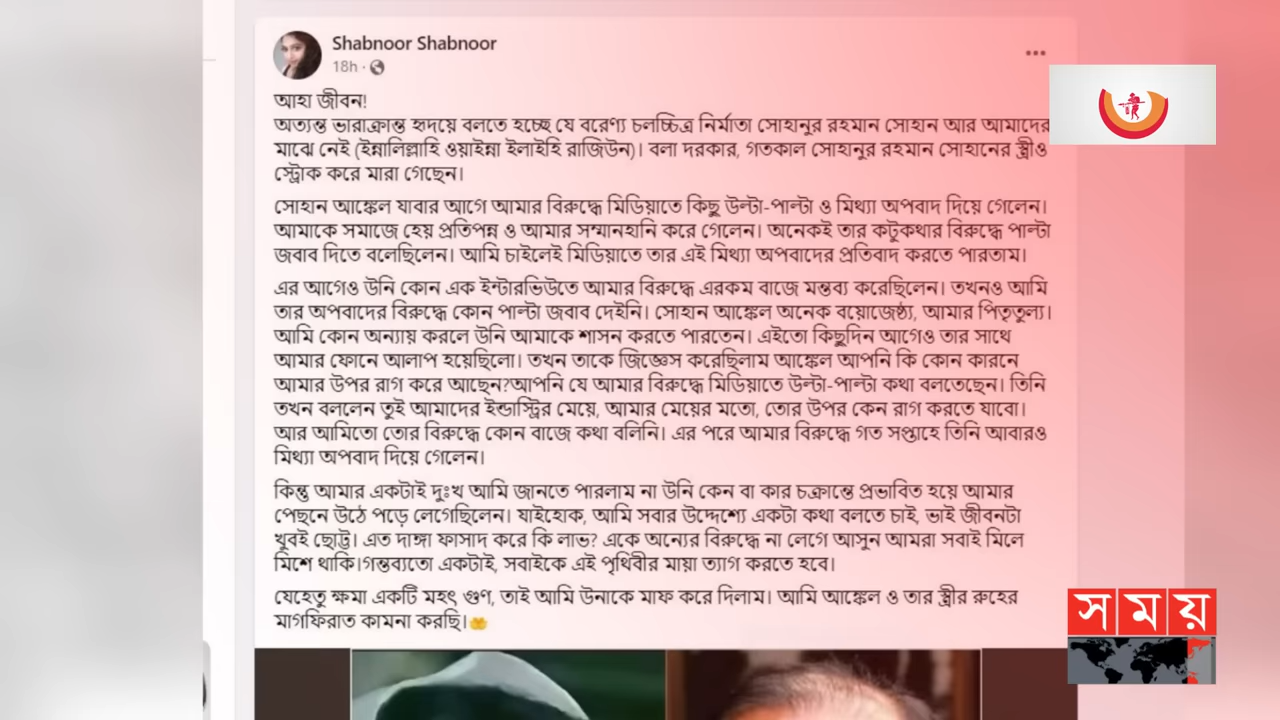 Shabnoor Shabnoor
18h ·
আহা জীবন!
অত্যন্ত ভারাক্রান্ত হৃদয়ে বলতে হচ্ছে যে বরেণ্য চলচ্চিত্র নির্মাতা সোহানুর রহমান সোহান আর আমাদের
মাঝে নেই (ইন্নালিল্লাহি ওয়াইন্না ইলাইহি রাজিউন)। বলা দরকার, গতকাল সোহানুর রহমান সোহানের স্ত্রীও
স্ট্রোক করে মারা গেছেন।
সোহান আঙ্কেল যাবার আগে আমার বিরুদ্ধে মিডিয়াতে কিছু উল্টা-পাল্টা ও মিথ্যা অপবাদ দিয়ে গেলেন।
আমাকে সমাজে হেয় প্রতিপন্ন ও আমার সম্মানহানি করে গেলেন। অনেকই তার কটুকথার বিরুদ্ধে পাল্টা
জবাব দিতে বলেছিলেন। আমি চাইলেই মিডিয়াতে তার এই মিথ্যা অপবাদের প্রতিবাদ করতে পারতাম।
এর আগেও উনি কোন এক ইন্টারভিউতে আমার বিরুদ্ধে এরকম বাজে মন্তব্য করেছিলেন। তখনও আমি
তার অপবাদের বিরুদ্ধে কোন পাল্টা জবাব দেইনি। সোহান আঙ্কেল অনেক বয়োজেষ্ঠ্য, আমার পিতৃতুল্য।
আমি কোন অন্যায় করলে উনি আমাকে শাসন করতে পারতেন। এইতো কিছুদিন আগেও তার সাথে
আমার ফোনে আলাপ হয়েছিলো। তখন তাকে জিজ্ঞেস করেছিলাম আঙ্কেল আপনি কি কোন কারনে
আমার উপর রাগ করে আছেন?আপনি যে আমার বিরুদ্ধে মিডিয়াতে উল্টা-পাল্টা কথা বলতেছেন। তিনি
তখন বললেন তুই আমাদের ইন্ডাস্ট্রির মেয়ে, আমার মেয়ের মতো, তোর উপর কেন রাগ করতে যাবো।
আর আমিতো তোর বিরুদ্ধে কোন বাজে কথা বলিনি। এর পরে আমার বিরুদ্ধে গত সপ্তাহে তিনি আবারও
মিথ্যা অপবাদ দিয়ে গেলেন।
কিন্তু আমার একটাই দুঃখ আমি জানতে পারলাম না উনি কেন বা কার চক্রান্তে প্রভাবিত হয়ে আমার
পেছনে উঠে পড়ে লেগেছিলেন। যাইহোক, আমি সবার উদ্দেশ্যে একটা কথা বলতে চাই, ভাই জীবনটা
খুবই ছোট্ট। এত দাঙ্গা ফাসাদ করে কি লাভ? একে অন্যের বিরুদ্ধে না লেগে আসুন আমরা সবাই মিলে
মিশে থাকি।গন্তব্যতো একটাই, সবাইকে এই পৃথিবীর মায়া ত্যাগ করতে হবে।
যেহেতু ক্ষমা একটি মহৎ গুণ, তাই আমি উনাকে মাফ করে দিলাম। আমি আঙ্কেল ও তার স্ত্রীর রুহের
মাগফিরাত কামনা করছি।🤲
সময়